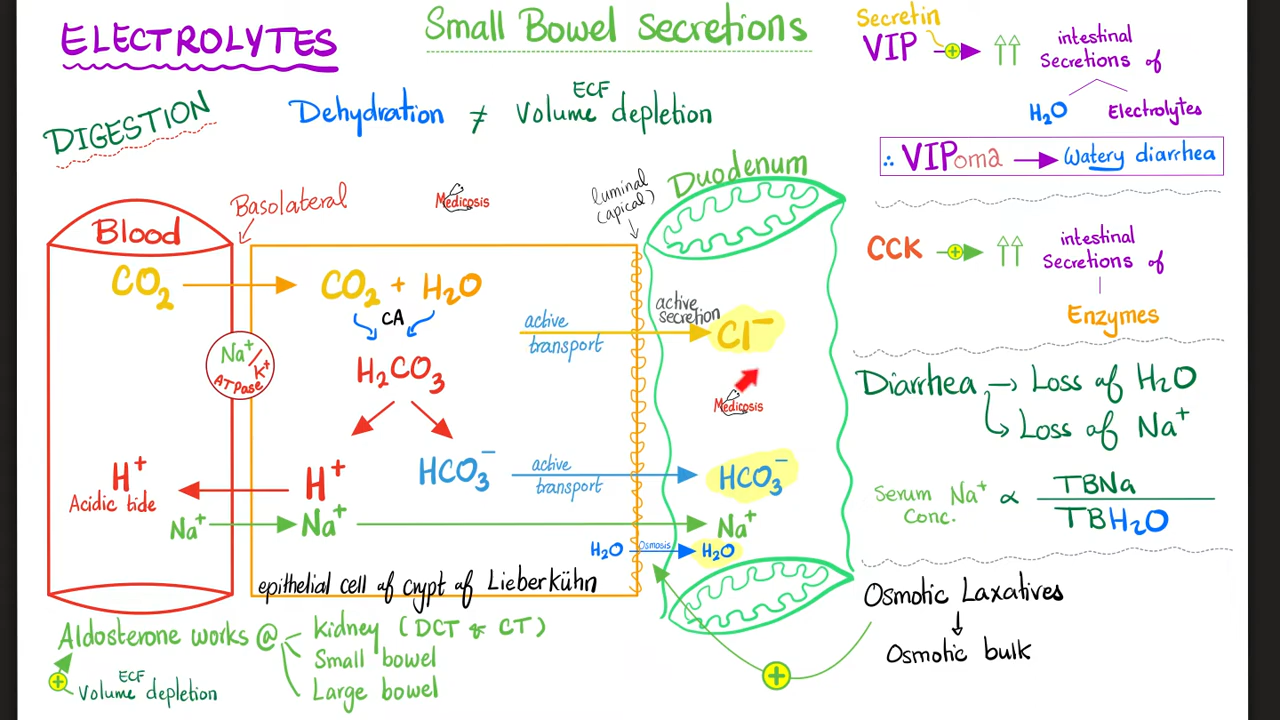 ELECTROLYTES
Small Bowel Secretions
DIGESTION
Dehydration ≠ Volume depletion
ECF
Basolateral
Medicosis
luminal
(apical)
Duodenum
Blood
CO₂
CO₂ + H₂O
CA
H₂CO₃
Na⁺/K⁺
ATPase
active
transport
active
secretion
Cl⁻
Medicosis
H⁺
Acidic tide
H⁺
HCO₃⁻
active
transport
HCO₃⁻
Na⁺
Na⁺
Na⁺
H₂O
Osmosis
H₂O
epithelial cell of crypt of Lieberkühn
Aldosterone works @
kidney (DCT & CT)
Small bowel
Large bowel
+
ECF
Volume depletion
Secretin
VIP
+
↑↑
intestinal
Secretions of
H₂O
Electrolytes
∴ VIPoma → Watery diarrhea
CCK
+
↑↑
intestinal
Secretions of
Enzymes
Diarrhea → Loss of H₂O
Loss of Na⁺
Serum Na⁺
Conc.
∝
TBNa
TBH₂O
Osmotic Laxatives
↓
Osmotic bulk
+